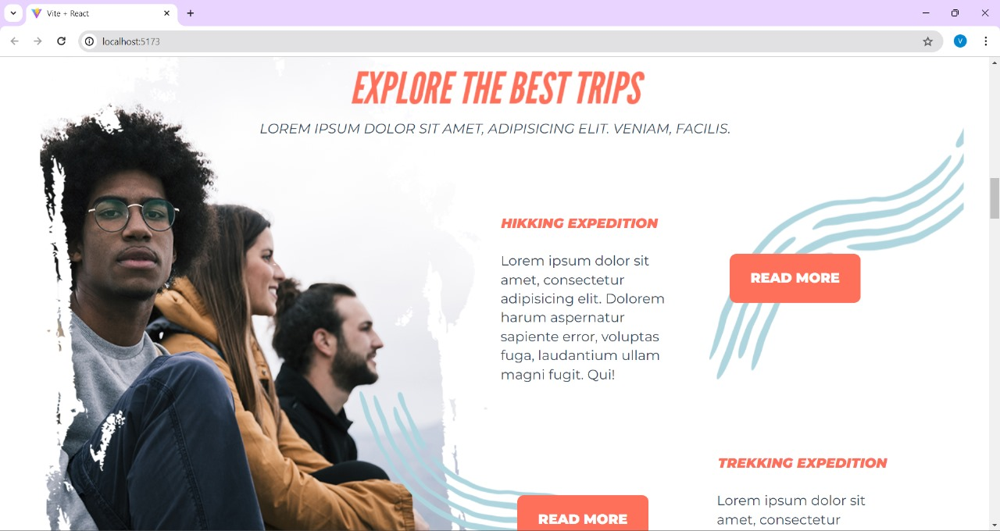 Vite + React
localhost:5173
V
EXPLORE THE BEST TRIPS
LOREM IPSUM DOLOR SIT AMET, ADIPISICING ELIT. VENIAM, FACILIS.
HIKKING EXPEDITION
Lorem ipsum dolor sit
amet, consectetur
adipisicing elit. Dolorem
harum aspernatur
sapiente error, voluptas
fuga, laudantium ullam
magni fugit. Qui!
READ MORE
TREKKING EXPEDITION
Lorem ipsum dolor sit
amet, consectetur
READ MORE